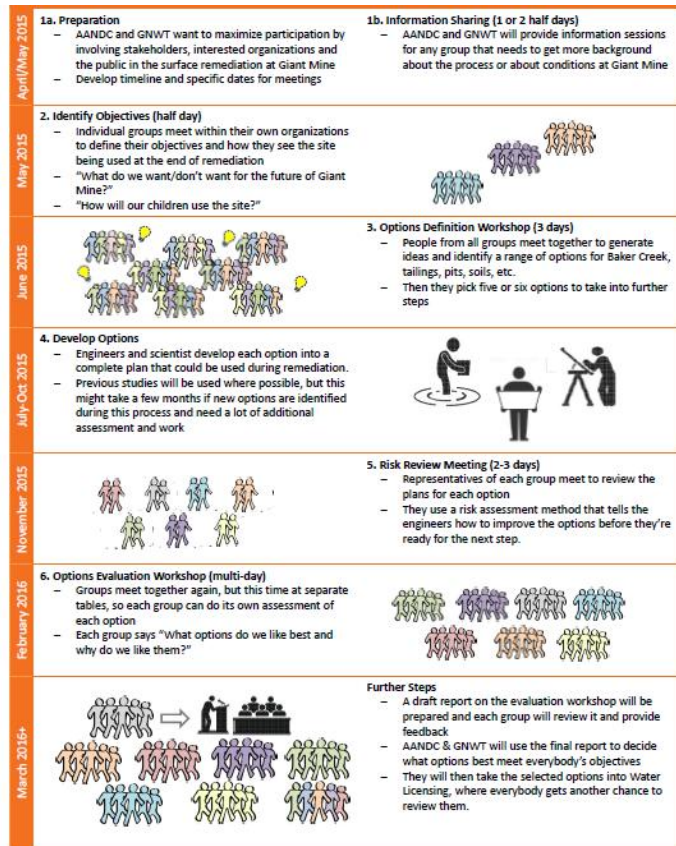 April/May 2015
1a. Preparation
– AANDC and GNWT want to maximize participation by
involving stakeholders, interested organizations and
the public in the surface remediation at Giant Mine
– Develop timeline and specific dates for meetings
1b. Information Sharing (1 or 2 half days)
– AANDC and GNWT will provide information sessions
for any group that needs to get more background
about the process or about conditions at Giant Mine
May 2015
2. Identify Objectives (half day)
– Individual groups meet within their own organizations
to define their objectives and how they see the site
being used at the end of remediation
– "What do we want/don't want for the future of Giant
Mine?"
– "How will our children use the site?"
June 2015
3. Options Definition Workshop (3 days)
– People from all groups meet together to generate
ideas and identify a range of options for Baker Creek,
tailings, pits, soils, etc.
– Then they pick five or six options to take into further
steps
July-Oct 2015
4. Develop Options
– Engineers and scientist develop each option into a
complete plan that could be used during remediation.
– Previous studies will be used where possible, but this
might take a few months if new options are identified
during this process and need a lot of additional
assessment and work
November 2015
5. Risk Review Meeting (2-3 days)
– Representatives of each group meet to review the
plans for each option
– They use a risk assessment method that tells the
engineers how to improve the options before they're
ready for the next step.
February 2016
6. Options Evaluation Workshop (multi-day)
– Groups meet together again, but this time at separate
tables, so each group can do its own assessment of
each option
– Each group says "What options do we like best and
why do we like them?"
March 2016+
Further Steps
– A draft report on the evaluation workshop will be
prepared and each group will review it and provide
feedback
– AANDC & GNWT will use the final report to decide
what options best meet everybody's objectives
– They will then take the selected options into Water
Licensing, where everybody gets another chance to
review them.